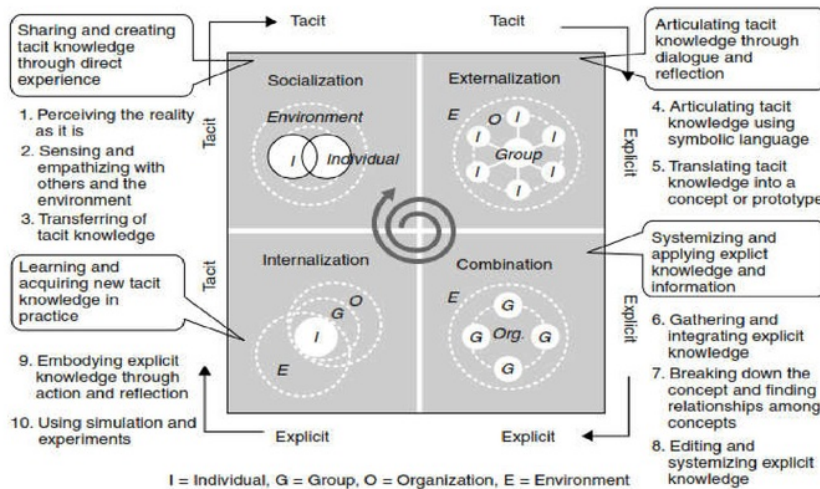 Tacit
Tacit
Sharing and creating
tacit knowledge
through direct
experience
1. Perceiving the reality
as it is
2. Sensing and
empathizing with
others and the
environment
3. Transferring of
tacit knowledge
Tacit
Socialization
Environment
I
Individual
Externalization
E
O
I
I
I
Group
I
I
I
Articulating tacit
knowledge through
dialogue and
reflection
Explicit
4. Articulating tacit
knowledge using
symbolic language
5. Translating tacit
knowledge into a
concept or prototype
Learning and
acquiring new tacit
knowledge in
practice
9. Embodying explicit
knowledge through
action and reflection
10. Using simulation and
experiments
Tacit
Internalization
O
G
I
E
Combination
E
G
G
Org.
G
G
Systemizing and
applying explict
knowledge and
information
Explicit
6. Gathering and
integrating explicit
knowledge
7. Breaking down the
concept and finding
relationships among
concepts
8. Editing and
systemizing explicit
knowledge
Explicit
Explicit
I = Individual, G = Group, O = Organization, E = Environment